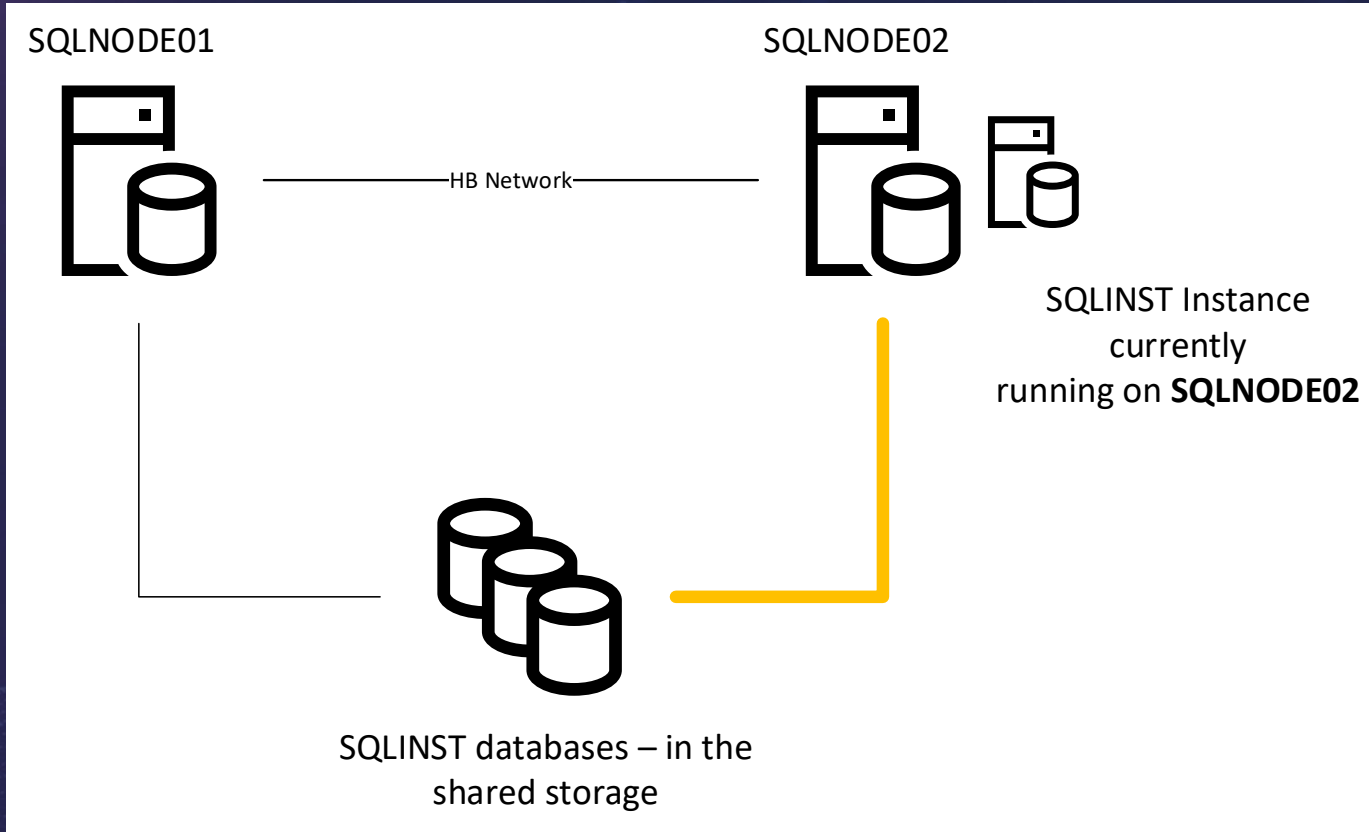 SQLNODE01
SQLNODE02
HB Network
SQLINST Instance
currently
running on SQLNODE02
SQLINST databases – in the
shared storage